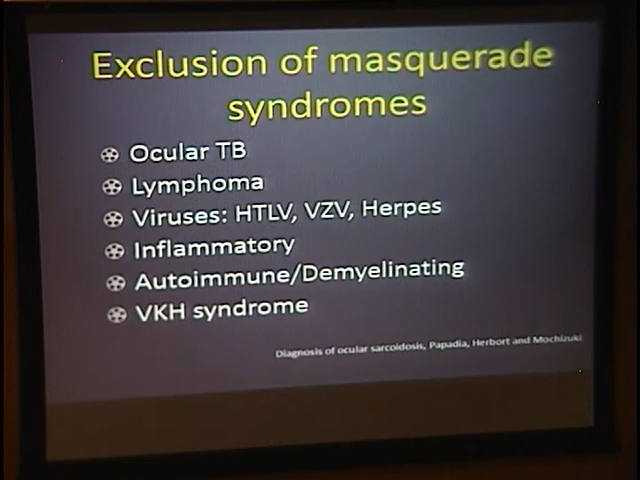 Exclusion of masquerade
syndromes
Ocular TB
Lymphoma
Viruses: HTLV, VZV, Herpes
Inflammatory
Autoimmune/Demyelinating
VKH syndrome
Diagnosis of ocular sarcoidosis, Papadia, Herbort and Mochizuki